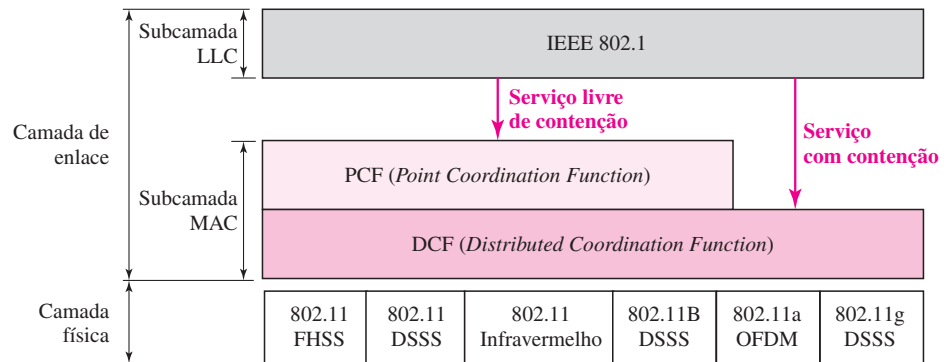 Subcamada
LLC
IEEE 802.1
Serviço livre
de contenção
Serviço
com contenção
Camada de
enlace
PCF (Point Coordination Function)
Subcamada
MAC
DCF (Distributed Coordination Function)
Camada
física
802.11
FHSS
802.11
DSSS
802.11
Infravermelho
802.11B
DSSS
802.11a
OFDM
802.11g
DSSS